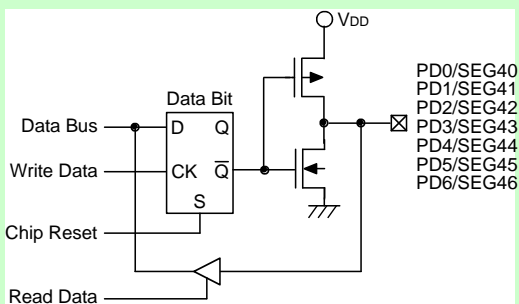 VDD
Data Bit
Data Bus
D
Q
Write Data
CK
Q
S
Chip Reset
Read Data
PD0/SEG40
PD1/SEG41
PD2/SEG42
PD3/SEG43
PD4/SEG44
PD5/SEG45
PD6/SEG46